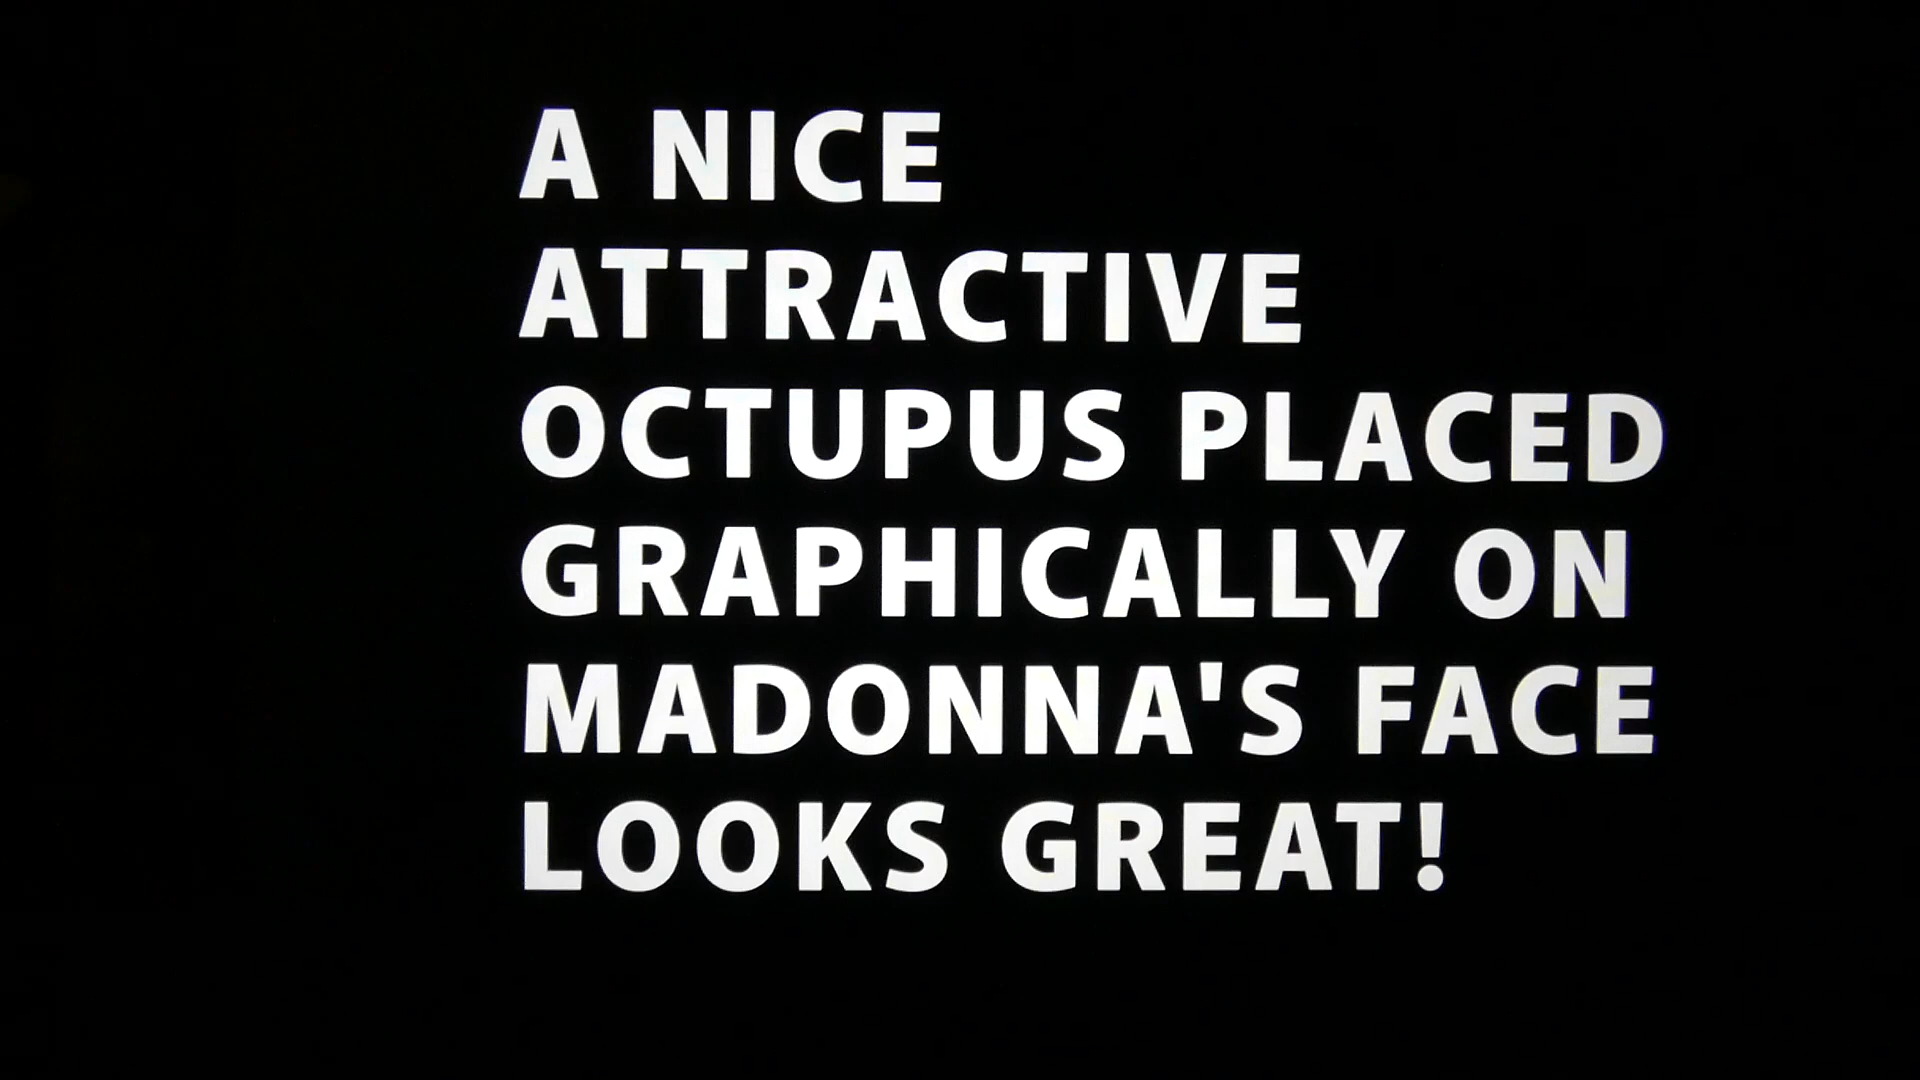 A NICE
ATTRACTIVE
OCTUPUS PLACED
GRAPHICALLY ON
MADONNA'S FACE
LOOKS GREAT!